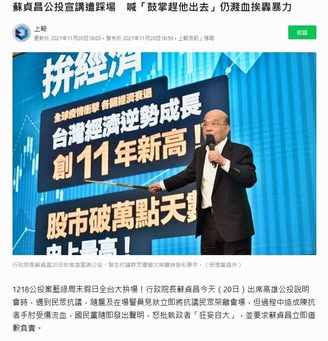 蘇貞昌公投宣講遭踩場　喊「鼓掌趕他出去」仍濺血挨轟暴力
上報
更新於 2021年11月20日18:03・發布於 2021年11月20日16:59・上報快訊／張萌
追蹤
拚經濟
全球疫情衝擊 各國經濟衰退
台灣經濟逆勢成長
創11年新高！
股市破萬點天數
史上最高！
行政院長蘇貞昌20日在高雄宣講公投，發生抗議群眾遭警方架離時掛彩事件。（民進黨提供）
1218公投案藍綠周末假日全台大拚場！行政院長蘇貞昌今天（20日）出席高雄公投說明
會時，遇到民眾抗議，隨扈及在場警員見狀立即將抗議民眾架離會場，但過程中造成陳抗
者手肘受傷流血，國民黨隨即發出聲明，怒批執政者「狂妄自大」，並要求蘇貞昌立即道
歉負責。